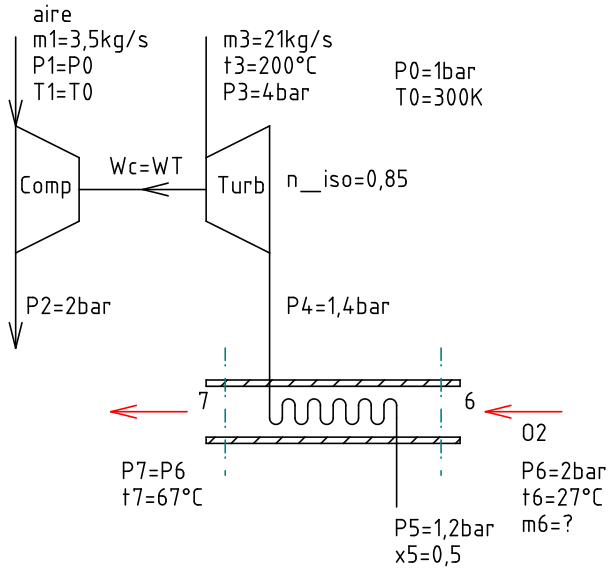 aire
m1=3,5kg/s
P1=P0
T1=T0
m3=21kg/s
t3=200°C
P3=4bar
P0=1bar
T0=300K
Comp
Wc=WT
Turb
n__iso=0,85
P2=2bar
P4=1,4bar
7
6
O2
P7=P6
t7=67°C
P6=2bar
t6=27°C
m6=?
P5=1,2bar
x5=0,5